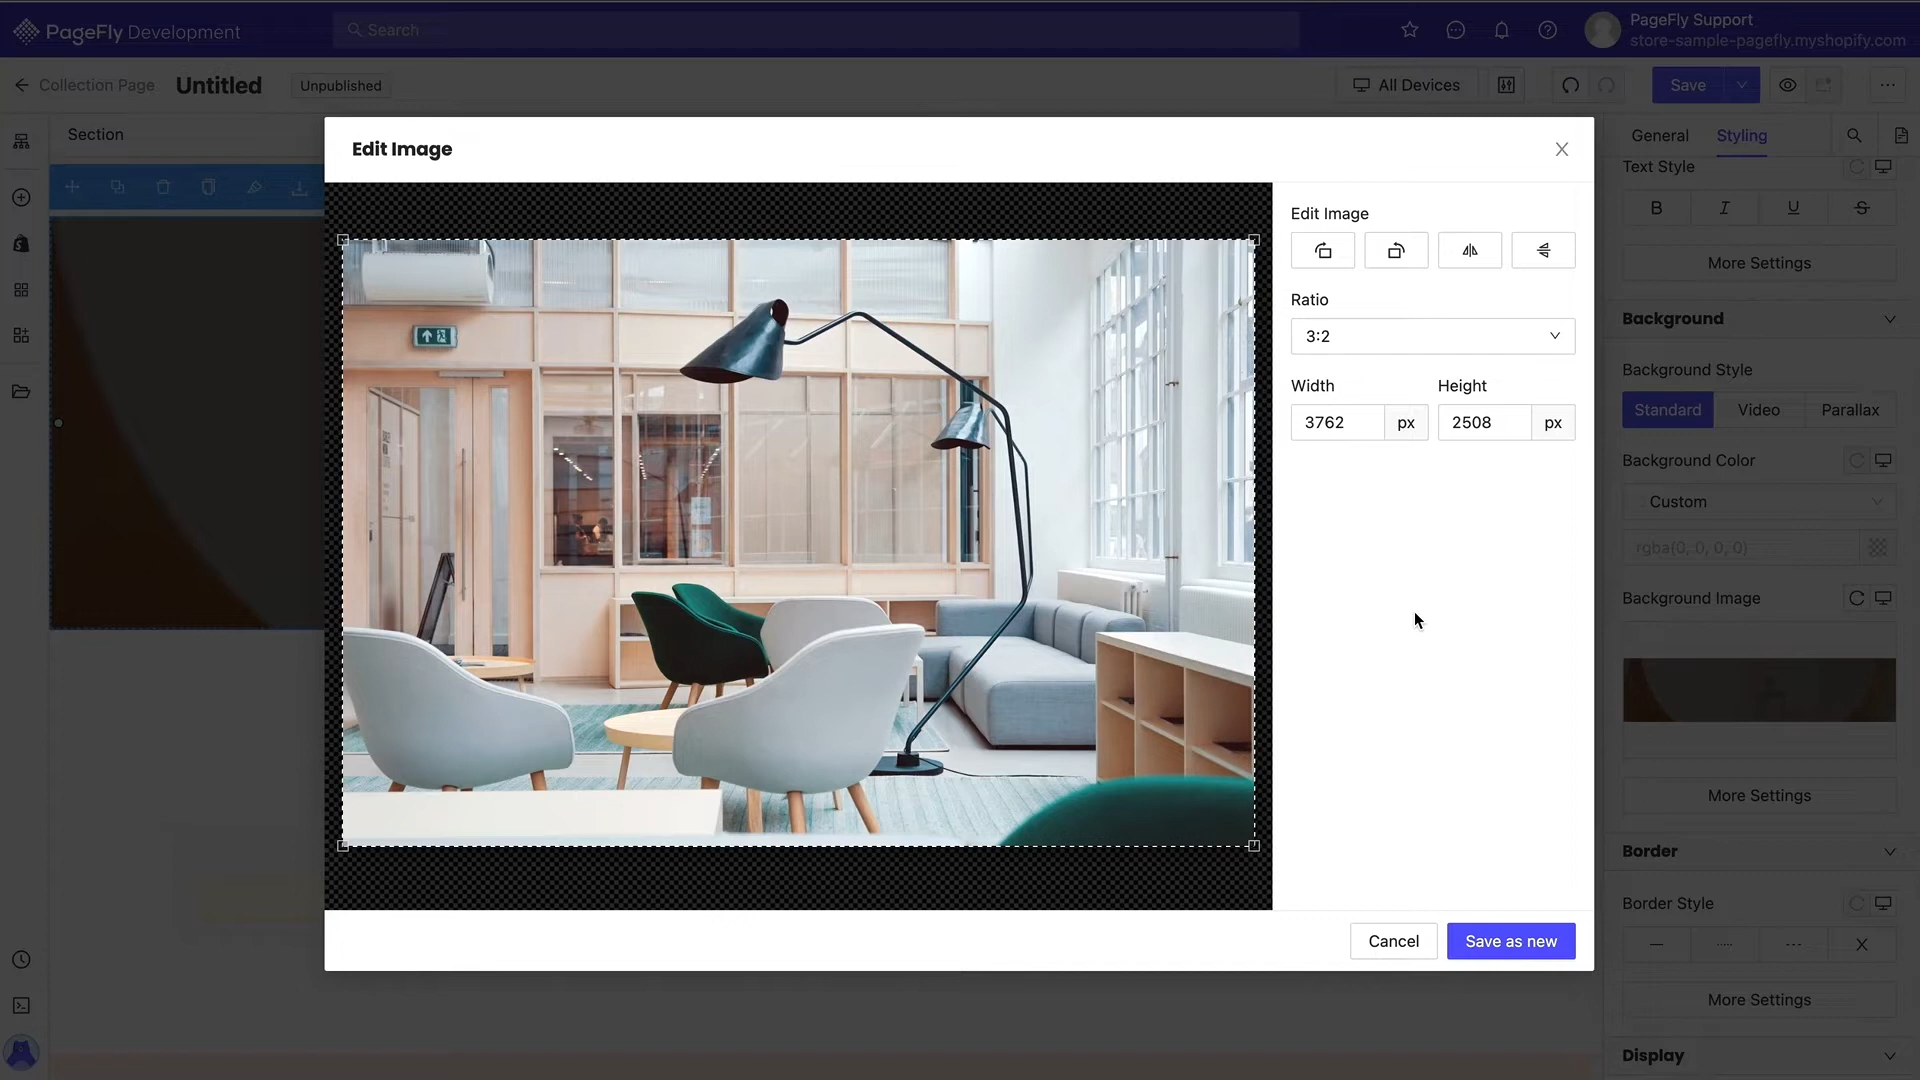 PageFly Development
Search
PageFly Support
store-sample-pagefly.myshopify.com
Collection Page
Untitled
Unpublished
All Devices
Save
Section
Edit Image
General
Styling
Text Style
B I U S
More Settings
Background
Background Style
Standard
Video
Parallax
Background Color
Custom
rgba(0, 0, 0, 0)
Background Image
More Settings
Border
Border Style
More Settings
Display
Edit Image
Ratio
3:2
Width
Height
3762 px
2508 px
Cancel
Save as new